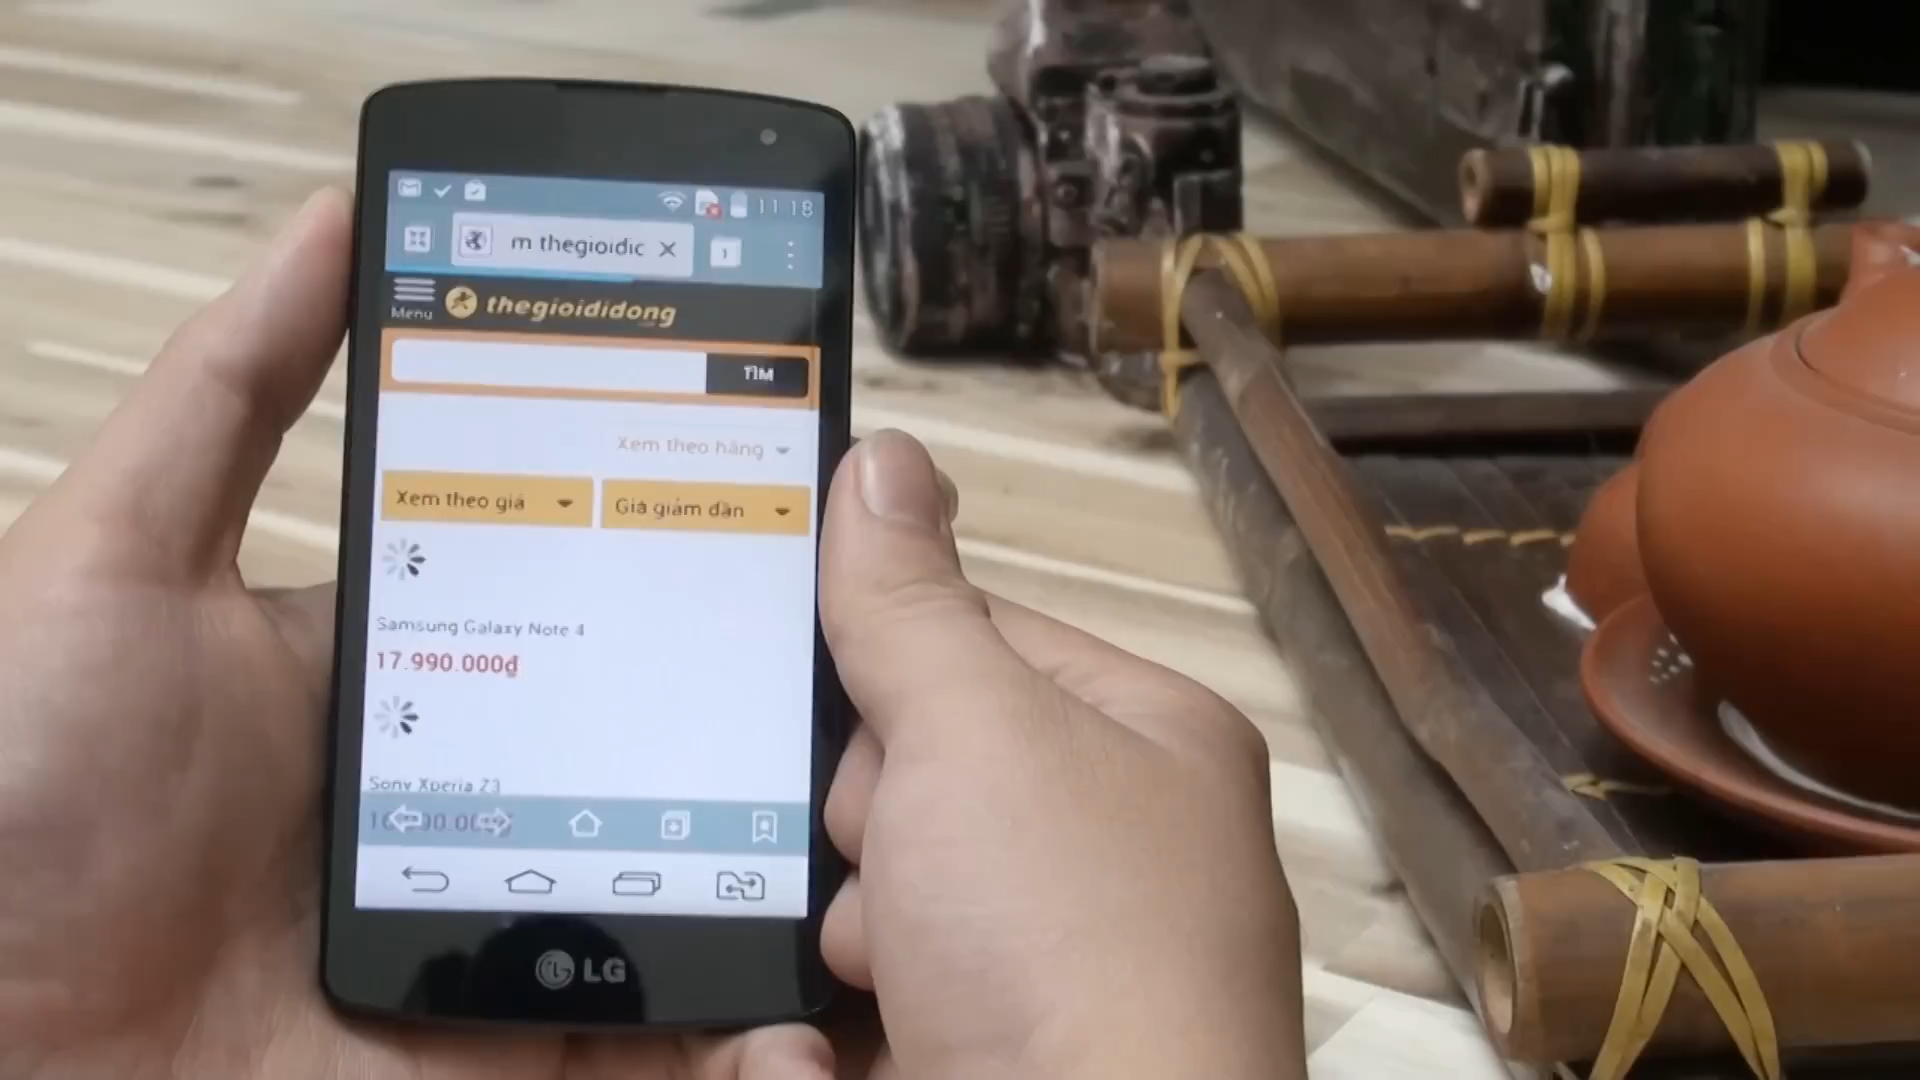 11:18
m thegioidic
1
Menu
thegioididong
TÌM
Xem theo hãng
Xem theo giá
Giá giảm dần
Samsung Galaxy Note 4
17.990.000₫
Sony Xperia Z3
LG